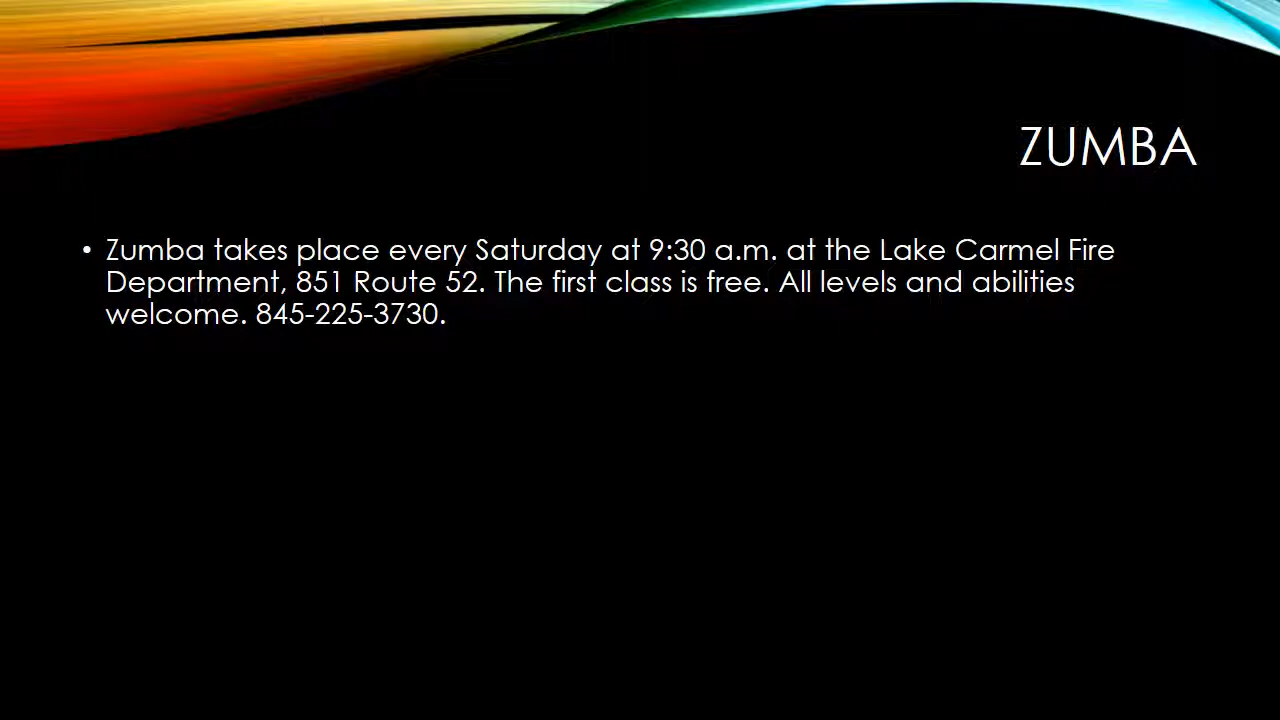 ZUMBA
• Zumba takes place every Saturday at 9:30 a.m. at the Lake Carmel Fire
Department, 851 Route 52. The first class is free. All levels and abilities
welcome. 845-225-3730.